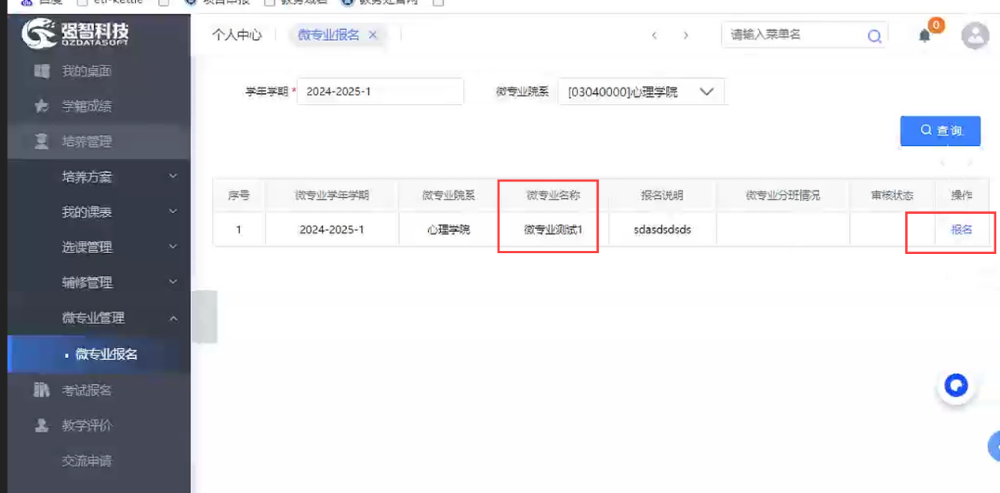 强智科技
QZDATASOFT
我的桌面
学籍成绩
培养管理
培养方案
我的课表
选课管理
辅修管理
微专业管理
微专业报名
考试报名
教学评价
交流申请
个人中心 微专业报名 ×
请输入菜单名
0
学年学期 * 2024-2025-1 微专业院系 [03040000]心理学院
查询
序号 微专业学年学期 微专业院系 微专业名称 报名说明 微专业分班情况 审核状态 操作
1 2024-2025-1 心理学院 微专业测试1 sdasdsdsds 报名